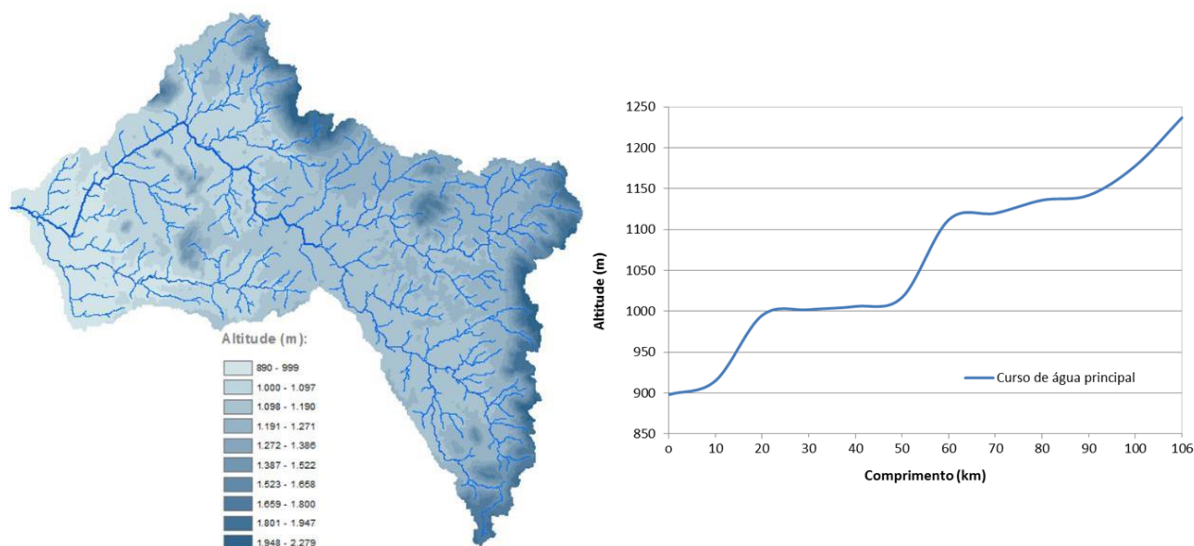 Altitude (m):
890 - 999
1.000 - 1.097
1.098 - 1.190
1.191 - 1.271
1.272 - 1.386
1.387 - 1.522
1.523 - 1.658
1.659 - 1.800
1.801 - 1.947
1.948 - 2.279
Altitude (m)
1250
1200
1150
1100
1050
1000
950
900
850
Curso de água principal
0 10 20 30 40 50 60 70 80 90 100 106
Comprimento (km)